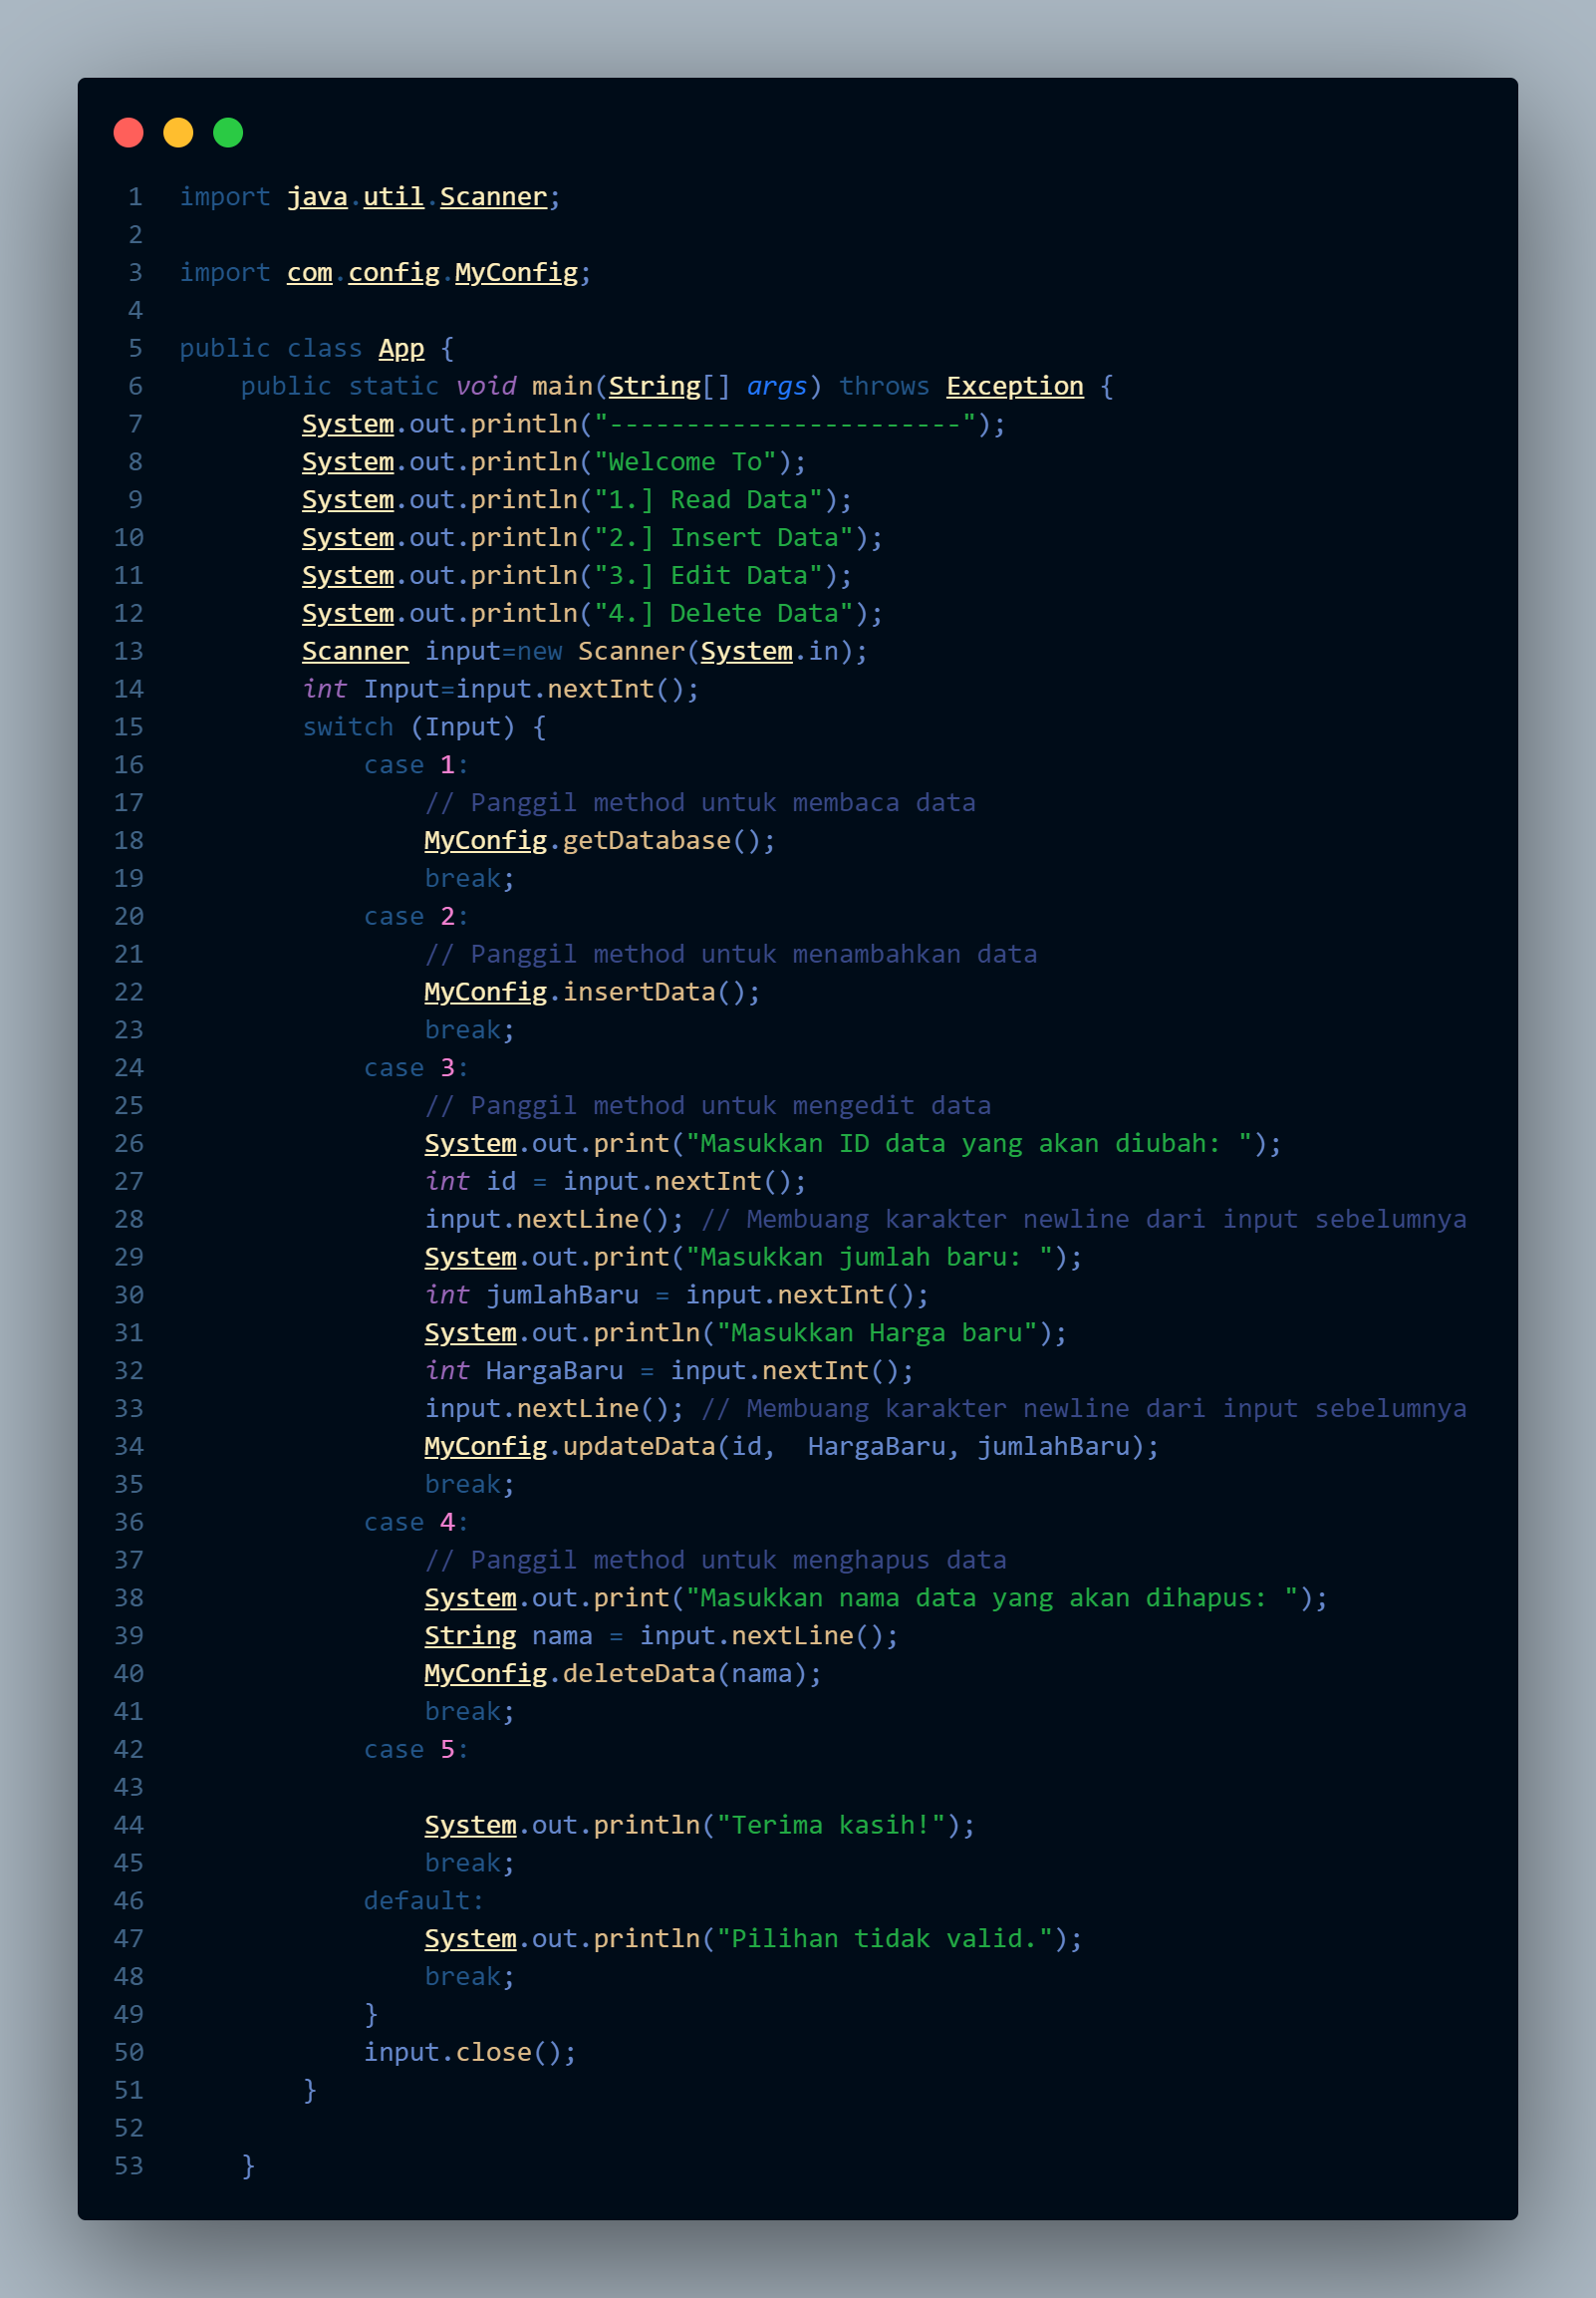 1 import java.util.Scanner;
2
3 import com.config.MyConfig;
4
5 public class App {
6     public static void main(String[] args) throws Exception {
7         System.out.println("-----------------------");
8         System.out.println("Welcome To");
9         System.out.println("1.] Read Data");
10         System.out.println("2.] Insert Data");
11         System.out.println("3.] Edit Data");
12         System.out.println("4.] Delete Data");
13         Scanner input=new Scanner(System.in);
14         int Input=input.nextInt();
15         switch (Input) {
16             case 1:
17                 // Panggil method untuk membaca data
18                 MyConfig.getDatabase();
19                 break;
20             case 2:
21                 // Panggil method untuk menambahkan data
22                 MyConfig.insertData();
23                 break;
24             case 3:
25                 // Panggil method untuk mengedit data
26                 System.out.print("Masukkan ID data yang akan diubah: ");
27                 int id = input.nextInt();
28                 input.nextLine(); // Membuang karakter newline dari input sebelumnya
29                 System.out.print("Masukkan jumlah baru: ");
30                 int jumlahBaru = input.nextInt();
31                 System.out.println("Masukkan Harga baru");
32                 int HargaBaru = input.nextInt();
33                 input.nextLine(); // Membuang karakter newline dari input sebelumnya
34                 MyConfig.updateData(id,  HargaBaru, jumlahBaru);
35                 break;
36             case 4:
37                 // Panggil method untuk menghapus data
38                 System.out.print("Masukkan nama data yang akan dihapus: ");
39                 String nama = input.nextLine();
40                 MyConfig.deleteData(nama);
41                 break;
42             case 5:
43
44                 System.out.println("Terima kasih!");
45                 break;
46             default:
47                 System.out.println("Pilihan tidak valid.");
48                 break;
49             }
50             input.close();
51         }
52
53     }